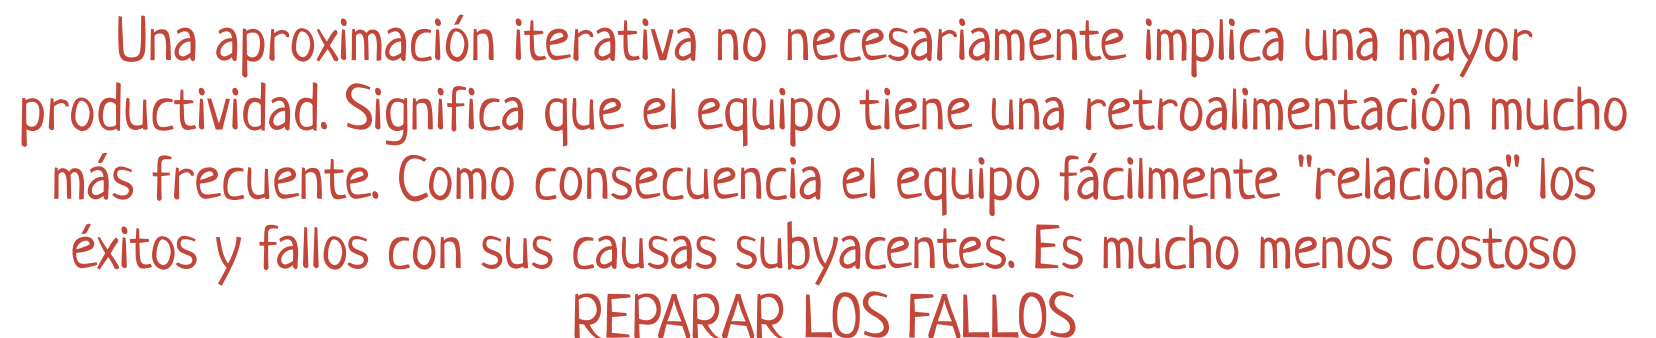 Una aproximación iterativa no necesariamente implica una mayor
productividad. Significa que el equipo tiene una retroalimentación mucho
más frecuente. Como consecuencia el equipo fácilmente "relaciona" los
éxitos y fallos con sus causas subyacentes. Es mucho menos costoso
REPARAR LOS FALLOS